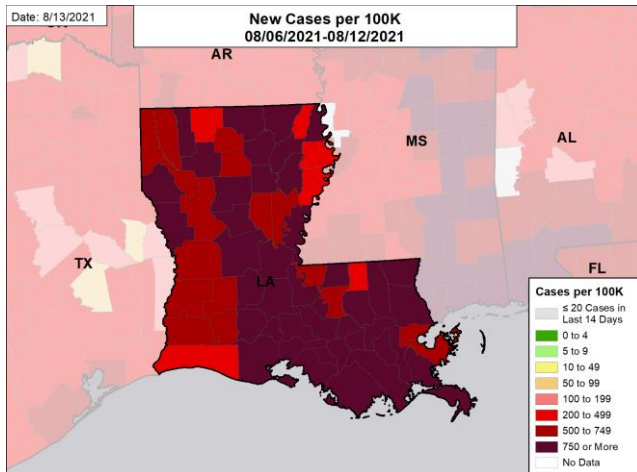 Date: 8/13/2021
New Cases per 100K
08/06/2021-08/12/2021
AR
MS
AL
TX
LA
FL
Cases per 100K
≤ 20 Cases in
Last 14 Days
0 to 4
5 to 9
10 to 49
50 to 99
100 to 199
200 to 499
500 to 749
750 or More
No Data